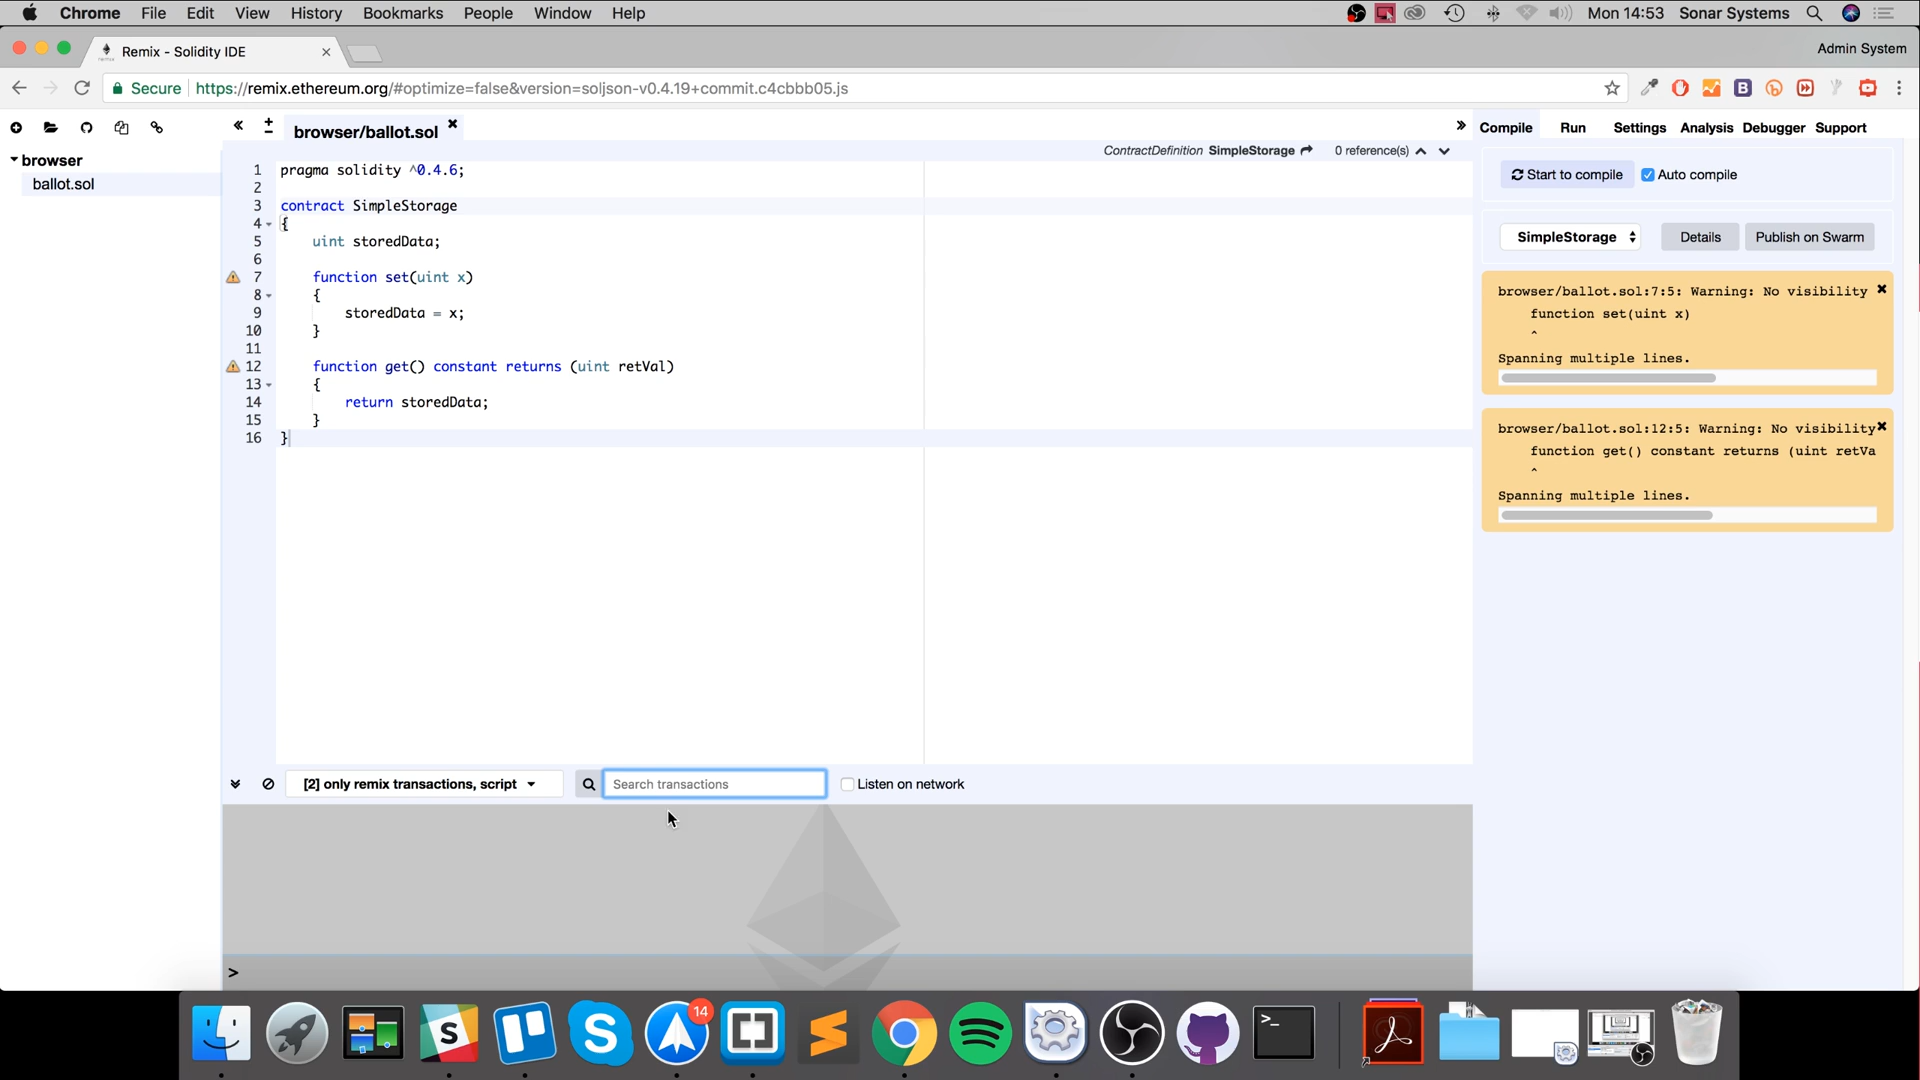 Chrome File Edit View History Bookmarks People Window Help Mon 14:53 Sonar Systems
Remix - Solidity IDE
Admin System
Secure https://remix.ethereum.org/#optimize=false&version=soljson-v0.4.19+commit.c4cbbb05.js
browser/ballot.sol
Compile Run Settings Analysis Debugger Support
ContractDefinition SimpleStorage 0 reference(s)
browser
ballot.sol
1 pragma solidity ^0.4.6;
2
3 contract SimpleStorage
4 {
5 uint storedData;
6
7 function set(uint x)
8 {
9 storedData = x;
10 }
11
12 function get() constant returns (uint retVal)
13 {
14 return storedData;
15 }
16 }
Start to compile Auto compile
SimpleStorage Details Publish on Swarm
browser/ballot.sol:7:5: Warning: No visibility
function set(uint x)
^
Spanning multiple lines.
browser/ballot.sol:12:5: Warning: No visibility
function get() constant returns (uint retVa
^
Spanning multiple lines.
[2] only remix transactions, script Search transactions Listen on network
>
14